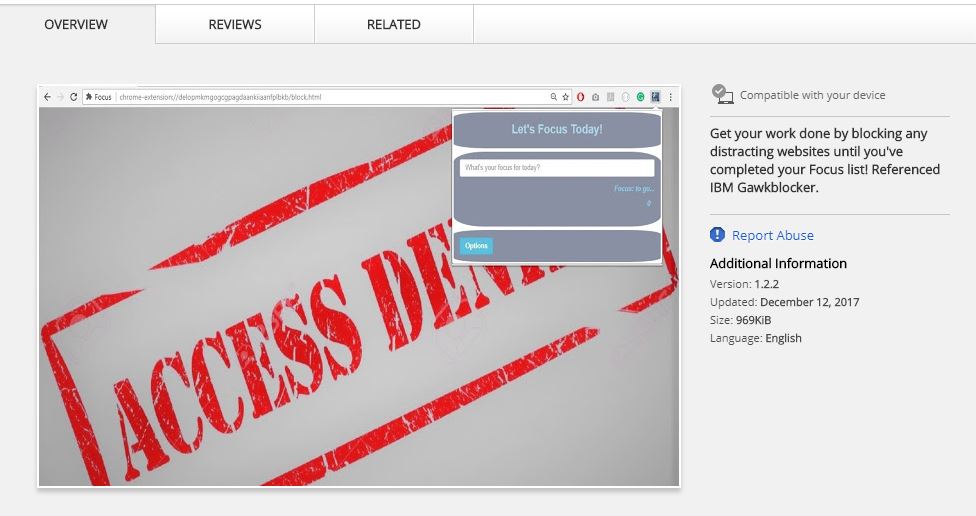 OVERVIEW
REVIEWS
RELATED
Focus
chrome-extension://delopmkmgogcgpagdaankiiaanfplbkb/block.html
Let's Focus Today!
What's your focus for today?
Focus: to go...
0
Options
ACCESS DEN
Compatible with your device
Get your work done by blocking any
distracting websites until you've
completed your Focus list! Referenced
IBM Gawkblocker.
Report Abuse
Additional Information
Version: 1.2.2
Updated: December 12, 2017
Size: 969KiB
Language: English